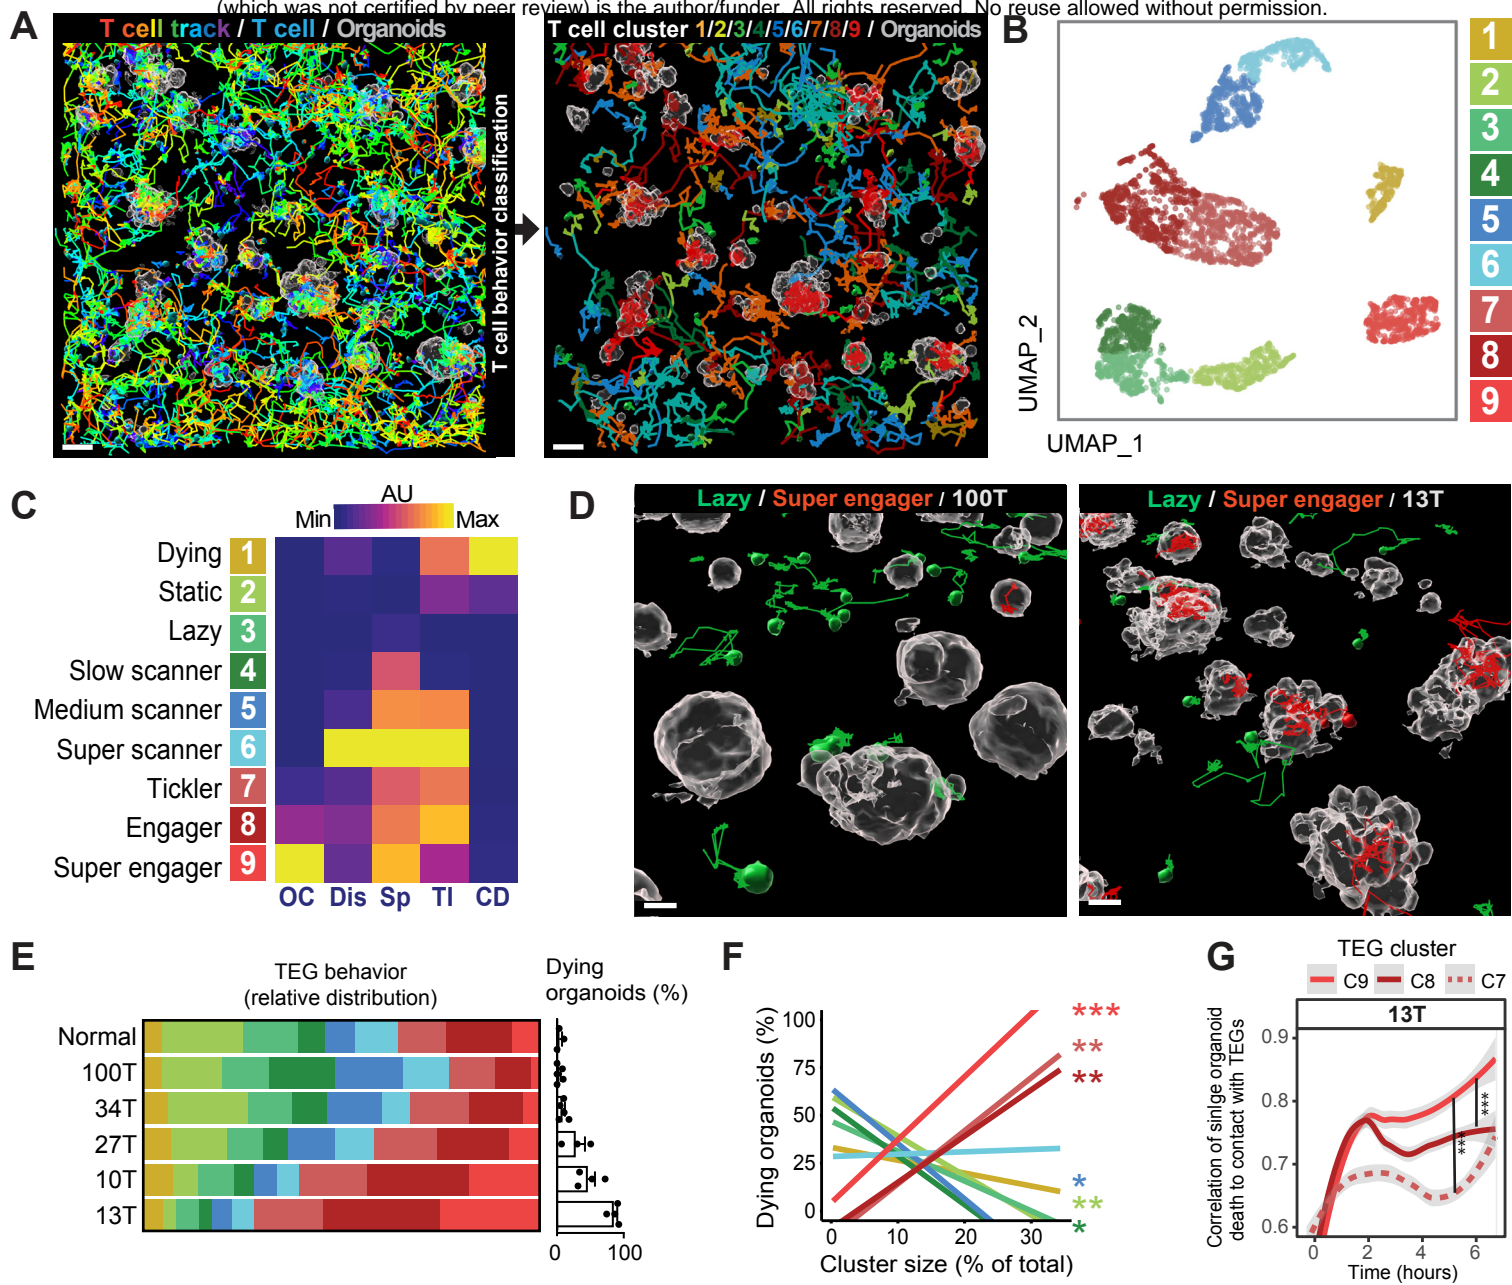 (which was not certified by peer review) is the author/funder. All rights reserved. No reuse allowed without permission.
A
T cell track / T cell / Organoids
T cell behavior classification
T cell cluster 1/2/3/4/5/6/7/8/9 / Organoids
B
UMAP_2
UMAP_1
1
2
3
4
5
6
7
8
9
C
AU
Min
Max
Dying 1
Static 2
Lazy 3
Slow scanner 4
Medium scanner 5
Super scanner 6
Tickler 7
Engager 8
Super engager 9
OC Dis Sp TI CD
D
Lazy / Super engager / 100T
Lazy / Super engager / 13T
E
TEG behavior
(relative distribution)
Dying
organoids (%)
Normal
100T
34T
27T
10T
13T
0 100
F
Dying organoids (%)
100
75
50
25
0
0 10 20 30
Cluster size (% of total)
***
**
**
*
**
*
G
TEG cluster
C9 C8 C7
13T
Correlation of sinlge organoid
death to contact with TEGs
0.9
0.8
0.7
0.6
***
***
0 2 4 6
Time (hours)